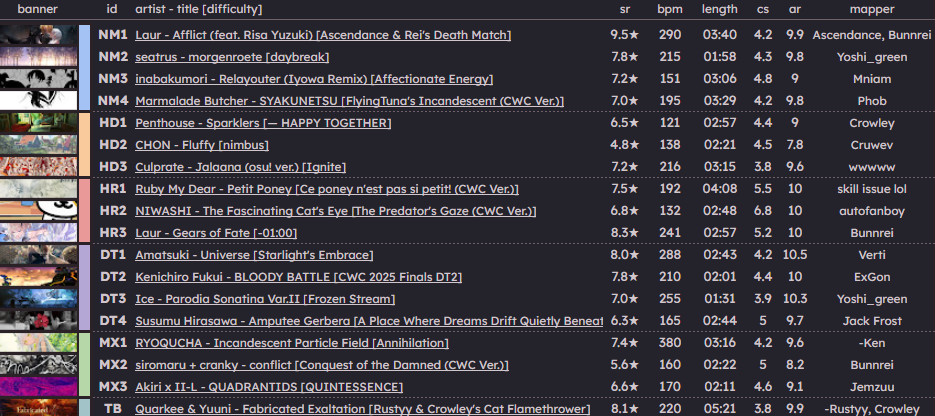 banner id artist - title [difficulty] sr bpm length cs ar mapper
NM1 Laur - Afflict (feat. Risa Yuzuki) [Ascendance & Rei's Death Match] 9.5★ 290 03:40 4.2 9.9 Ascendance, Bunnrei
NM2 seatrus - morgenroete [daybreak] 7.8★ 215 01:58 4.3 9.8 Yoshi_green
NM3 inabakumori - Relayouter (Iyowa Remix) [Affectionate Energy] 7.2★ 151 03:06 4.8 9 Mniam
NM4 Marmalade Butcher - SYAKUNETSU [FlyingTuna's Incandescent (CWC Ver.)] 7.0★ 195 03:29 4.2 9.8 Phob
HD1 Penthouse - Sparklers [— HAPPY TOGETHER] 6.5★ 121 02:57 4.4 9 Crowley
HD2 CHON - Fluffy [nimbus] 4.8★ 138 02:21 4.5 7.8 Cruwev
HD3 Culprate - Jalaana (osu! ver.) [Ignite] 7.2★ 216 03:15 3.8 9.6 wwwww
HR1 Ruby My Dear - Petit Poney [Ce poney n'est pas si petit! (CWC Ver.)] 7.5★ 192 04:08 5.5 10 skill issue lol
HR2 NIWASHI - The Fascinating Cat's Eye [The Predator's Gaze (CWC Ver.)] 6.8★ 132 02:48 6.8 10 autofanboy
HR3 Laur - Gears of Fate [-01:00] 8.3★ 241 02:57 5.2 10 Bunnrei
DT1 Amatsuki - Universe [Starlight's Embrace] 8.0★ 288 02:43 4.2 10.5 Verti
DT2 Kenichiro Fukui - BLOODY BATTLE [CWC 2025 Finals DT2] 7.8★ 210 02:01 4.4 10 ExGon
DT3 Ice - Parodia Sonatina Var.II [Frozen Stream] 7.0★ 255 01:31 3.9 10.3 Yoshi_green
DT4 Susumu Hirasawa - Amputee Gerbera [A Place Where Dreams Drift Quietly Beneat 6.3★ 165 02:44 5 9.7 Jack Frost
MX1 RYOQUCHA - Incandescent Particle Field [Annihilation] 7.4★ 380 03:16 4.2 9.6 -Ken
MX2 siromaru + cranky - conflict [Conquest of the Damned (CWC Ver.)] 5.6★ 160 02:22 5 8.2 Bunnrei
MX3 Akiri x II-L - QUADRANTIDS [QUINTESSENCE] 6.6★ 170 02:11 4.6 9.1 Jemzuu
Fabricated TB Quarkee & Yuuni - Fabricated Exaltation [Rustyy & Crowley's Cat Flamethrower] 8.1★ 220 05:21 3.8 9.9 -Rustyy, Crowley